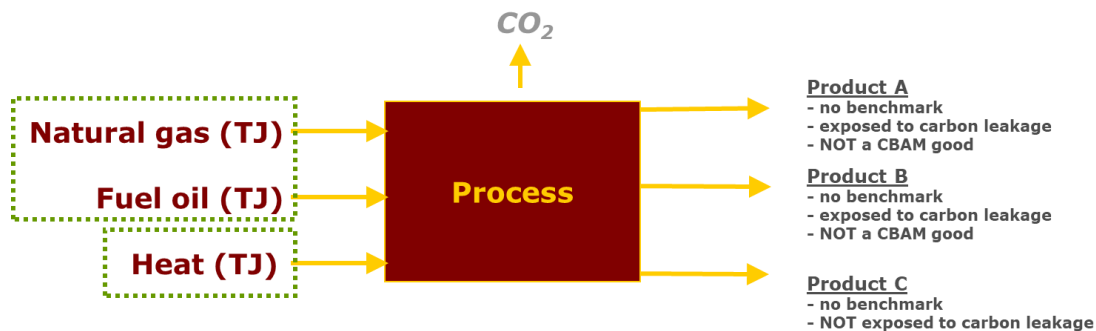 CO2
Natural gas (TJ)
Fuel oil (TJ)
Heat (TJ)
Process
Product A
- no benchmark
- exposed to carbon leakage
- NOT a CBAM good
Product B
- no benchmark
- exposed to carbon leakage
- NOT a CBAM good
Product C
- no benchmark
- NOT exposed to carbon leakage